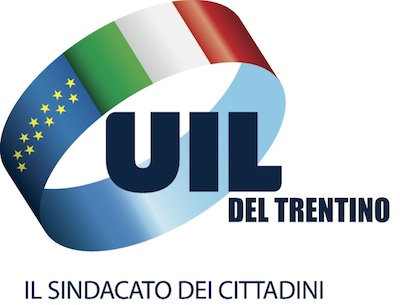 UIL
DEL TRENTINO
IL SINDACATO DEI CITTADINI